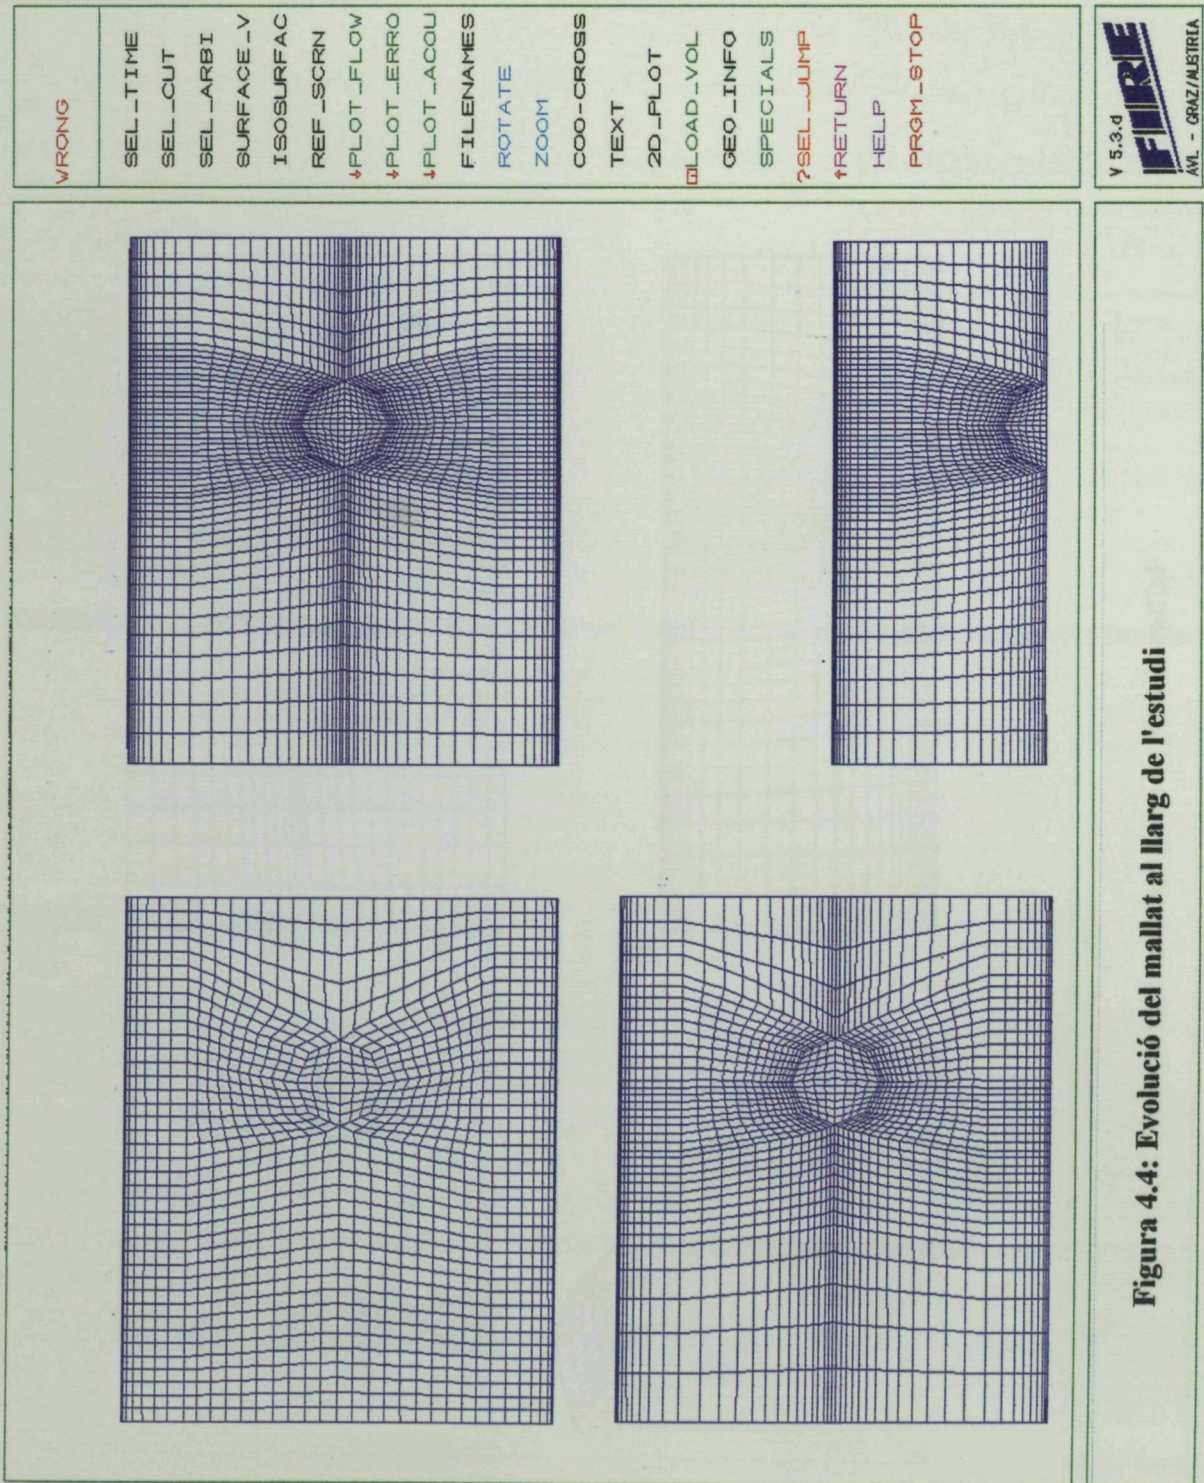 WRONG
SEL_TIME
SEL_CUT
SEL_ARBI
SURFACE_V
ISOSURFAC
REF_SCRN
↓PLOT_FLOW
↓PLOT_ERRO
↓PLOT_ACOU
FILENAMES
ROTATE
ZOOM
COO-CROSS
TEXT
2D_PLOT
LOAD_VOL
GEO_INFO
SPECIALS
?SEL_JUMP
↑RETURN
HELP
PRGM_STOP
V 5.3.d
FIRE
AVL - GRAZ/AUSTRIA
Figura 4.4: Evolució del mallat al llarg de l'estudi